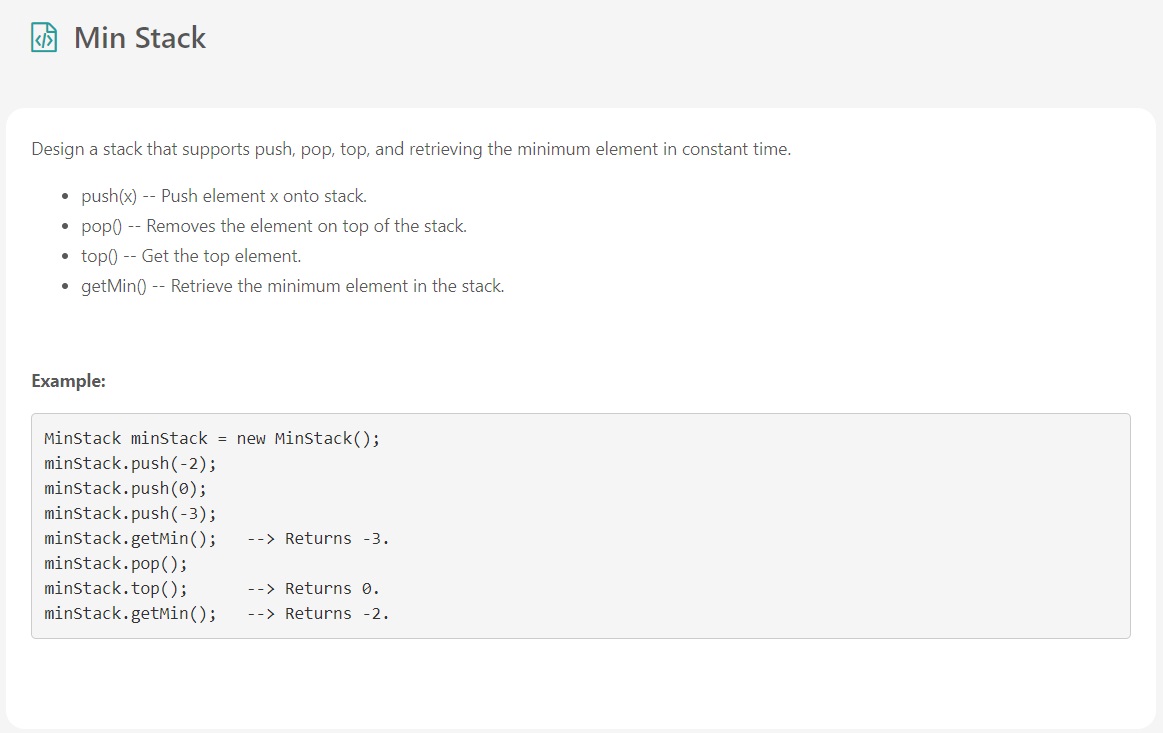 Min Stack
Design a stack that supports push, pop, top, and retrieving the minimum element in constant time.
• push(x) -- Push element x onto stack.
• pop() -- Removes the element on top of the stack.
• top() -- Get the top element.
• getMin() -- Retrieve the minimum element in the stack.
Example:
MinStack minStack = new MinStack();
minStack.push(-2);
minStack.push(0);
minStack.push(-3);
minStack.getMin();   --> Returns -3.
minStack.pop();
minStack.top();      --> Returns 0.
minStack.getMin();   --> Returns -2.